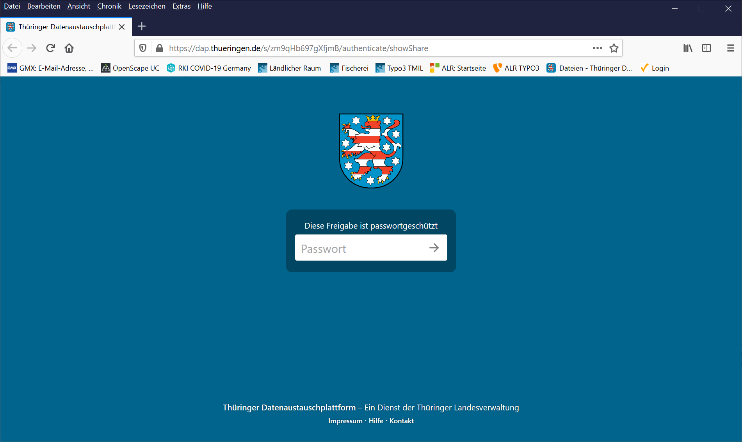 Datei Bearbeiten Ansicht Chronik Lesezeichen Extras Hilfe
Thüringer Datenaustauschplatt
https://dap.thueringen.de/s/zm9qHb697gXfjmB/authenticate/showShare
GMX: E-Mail-Adresse, ... OpenScape UC RKI COVID-19 Germany Ländlicher Raum Fischerei Typo3 TMIL ALR: Startseite ALR TYPO3 Dateien - Thüringer D... Login
Diese Freigabe ist passwortgeschützt
Passwort
Thüringer Datenaustauschplattform – Ein Dienst der Thüringer Landesverwaltung
Impressum · Hilfe · Kontakt